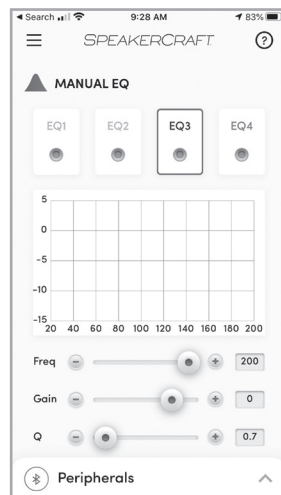 Search 9:28 AM 83%
SPEAKERCRAFT
?
MANUAL EQ
EQ1 EQ2 EQ3 EQ4
5
0
-5
-10
-15
20 40 60 80 100 120 140 160 180 200
Freq - + 200
Gain - + 0
Q - + 0.7
Peripherals